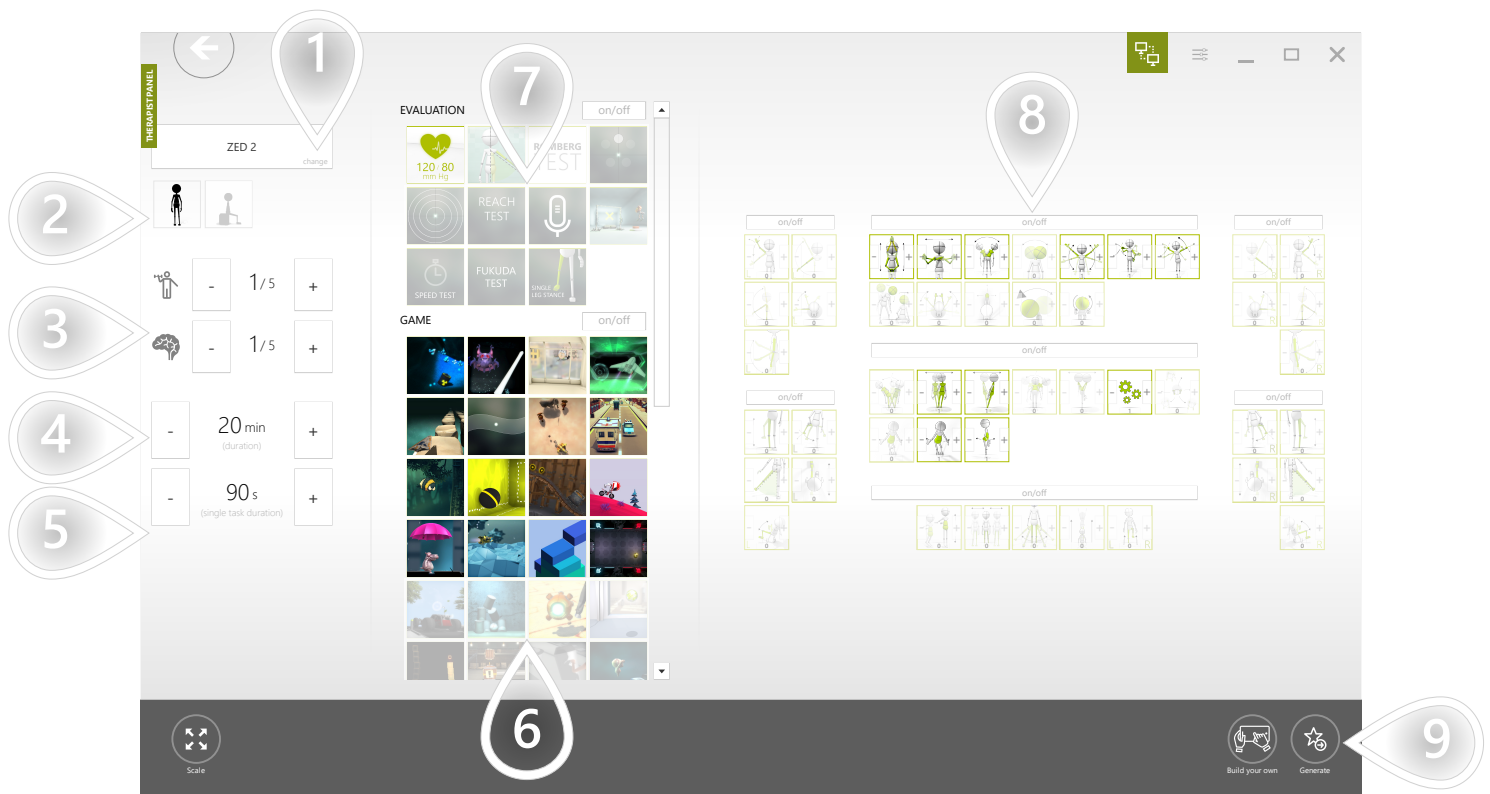 1
7
8
THERAPIST PANEL
ZED 2
change
EVALUATION
on/off
120/80
mm Hg
ROMBERG
TEST
2
REACH
TEST
SPEED TEST
FUKUDA
TEST
SINGLE
LEG STANCE
3
- 1/5 +
- 1/5 +
GAME
on/off
4
- 20 min +
(duration)
5
- 90 s +
(single task duration)
on/off
on/off
on/off
on/off
on/off
on/off
on/off
6
9
Scale
Build your own
Generate